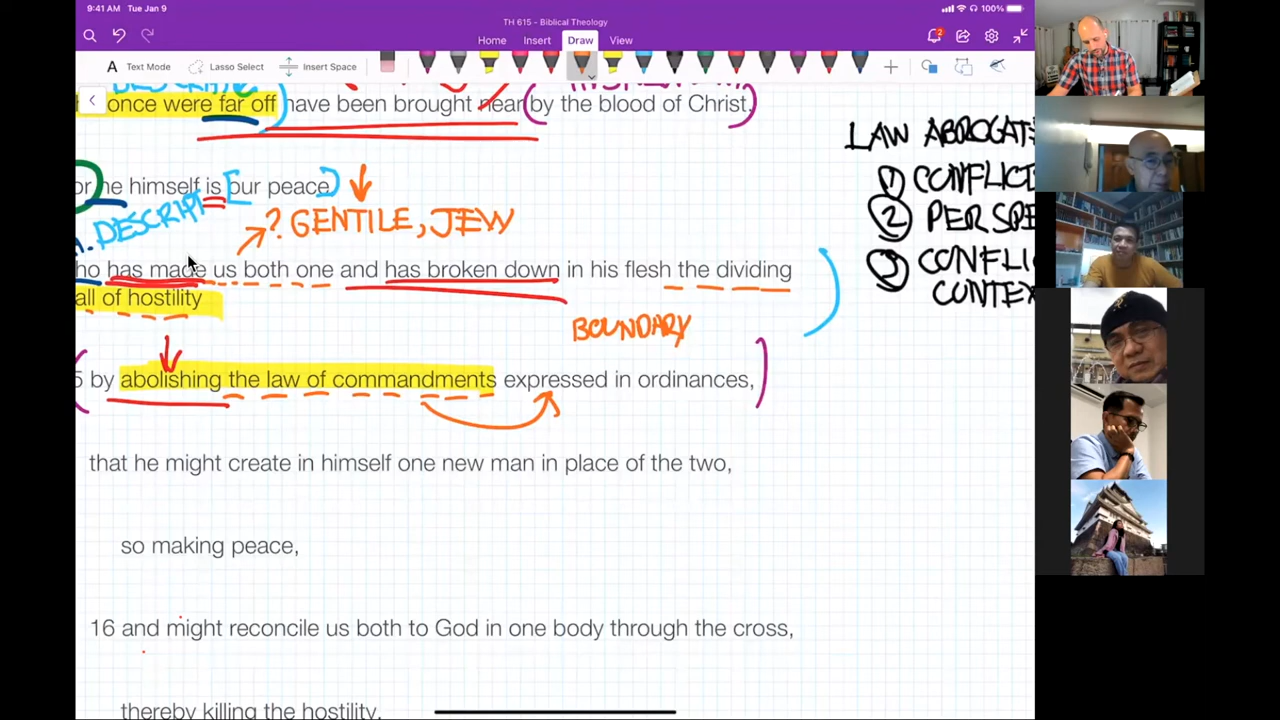 9:41 AM Tue Jan 9
100%
TH 615 - Biblical Theology
Home Insert Draw View
2
A Text Mode Lasso Select Insert Space
once were far off have been brought near by the blood of Christ.
LAW ABROGAT
or he himself is our peace
① CONFLIC
DESCRIPT
? GENTILE, JEW
② PERSPE
ho has made us both one and has broken down in his flesh the dividing
③ CONFLI
CONTEX
all of hostility
BOUNDARY
5 by abolishing the law of commandments expressed in ordinances,
that he might create in himself one new man in place of the two,
so making peace,
16 and might reconcile us both to God in one body through the cross,
thereby killing the hostility.